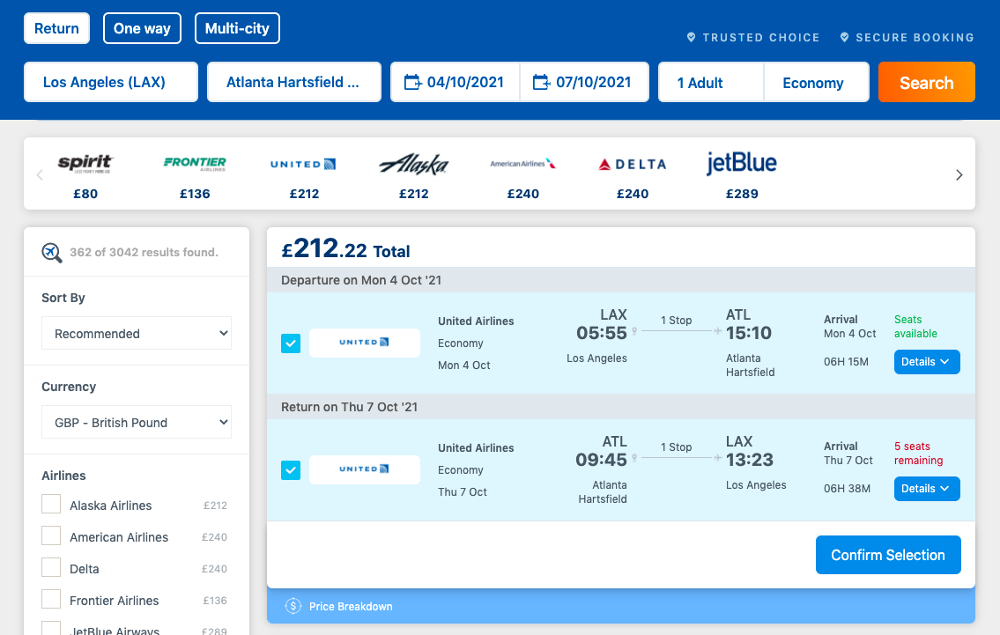 Return
One way
Multi-city
TRUSTED CHOICE
SECURE BOOKING
Los Angeles (LAX)
Atlanta Hartsfield ...
04/10/2021
07/10/2021
1 Adult
Economy
Search
spirit
LESS MONEY. MORE GO.
FRONTIER
AIRLINES
UNITED
Alaska
American Airlines
DELTA
jetBlue
£80
£136
£212
£212
£240
£240
£289
362 of 3042 results found.
Sort By
Recommended
Currency
GBP - British Pound
Airlines
Alaska Airlines £212
American Airlines £240
Delta £240
Frontier Airlines £136
JetBlue Airways £289
£212.22 Total
Departure on Mon 4 Oct '21
UNITED
United Airlines
Economy
Mon 4 Oct
LAX
05:55
Los Angeles
1 Stop
ATL
15:10
Atlanta
Hartsfield
Arrival
Mon 4 Oct
06H 15M
Seats
available
Details
Return on Thu 7 Oct '21
UNITED
United Airlines
Economy
Thu 7 Oct
ATL
09:45
Atlanta
Hartsfield
1 Stop
LAX
13:23
Los Angeles
Arrival
Thu 7 Oct
06H 38M
5 seats
remaining
Details
Confirm Selection
$ Price Breakdown